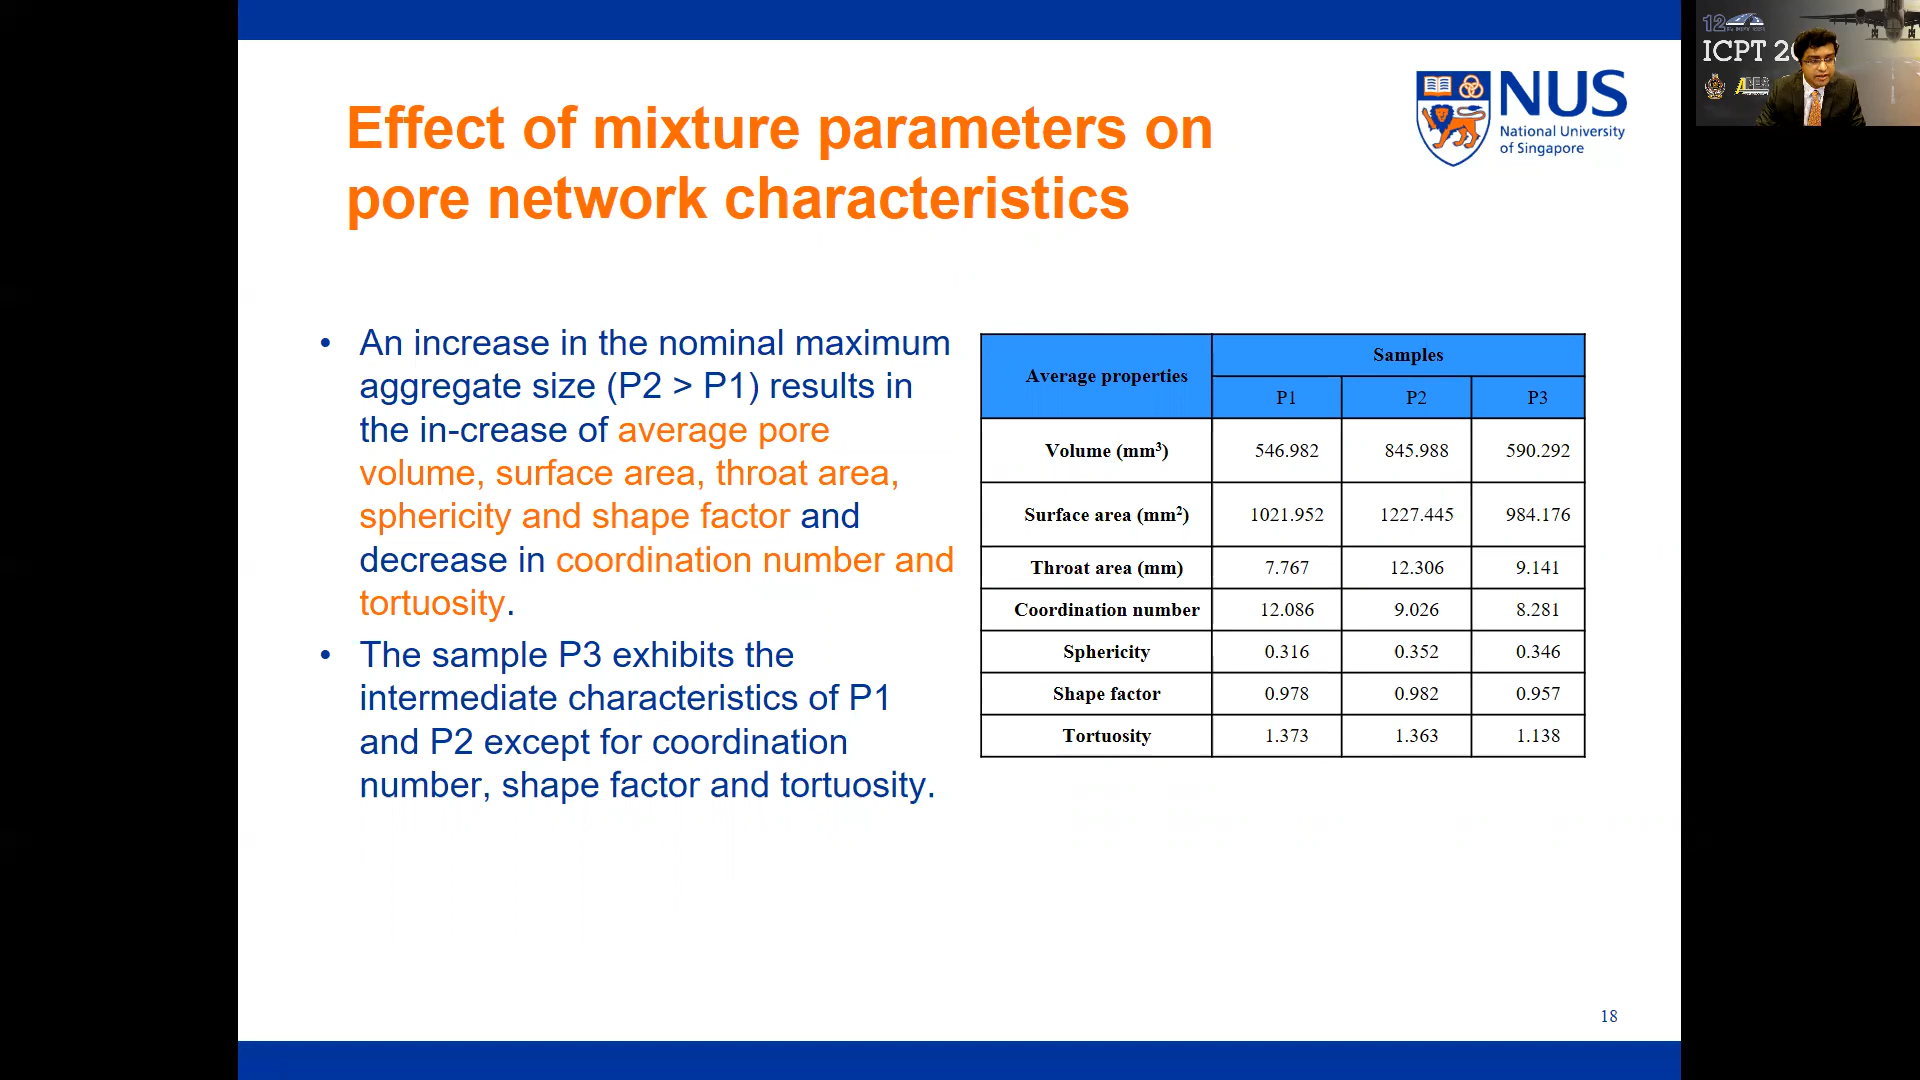 Effect of mixture parameters on
pore network characteristics
NUS
National University
of Singapore
12
ICPT 20
• An increase in the nominal maximum
aggregate size (P2 > P1) results in
the in-crease of average pore
volume, surface area, throat area,
sphericity and shape factor and
decrease in coordination number and
tortuosity.
• The sample P3 exhibits the
intermediate characteristics of P1
and P2 except for coordination
number, shape factor and tortuosity.
Average properties Samples
P1 P2 P3
Volume (mm³) 546.982 845.988 590.292
Surface area (mm²) 1021.952 1227.445 984.176
Throat area (mm) 7.767 12.306 9.141
Coordination number 12.086 9.026 8.281
Sphericity 0.316 0.352 0.346
Shape factor 0.978 0.982 0.957
Tortuosity 1.373 1.363 1.138
18